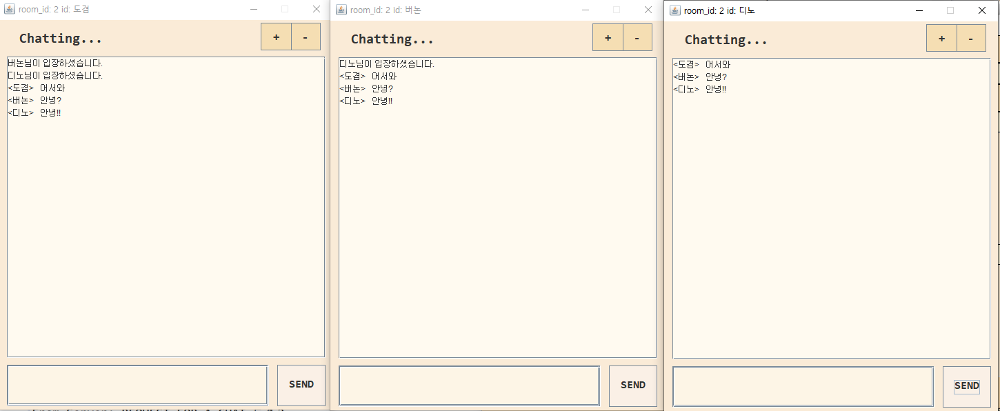 room_id: 2 id: 도겸
Chatting...
+ -
버논님이 입장하셨습니다.
디노님이 입장하셨습니다.
<도겸> 어서와
<버논> 안녕?
<디노> 안녕!!
SEND
room_id: 2 id: 버논
Chatting...
+ -
디노님이 입장하셨습니다.
<도겸> 어서와
<버논> 안녕?
<디노> 안녕!!
SEND
room_id: 2 id: 디노
Chatting...
+ -
<도겸> 어서와
<버논> 안녕?
<디노> 안녕!!
SEND